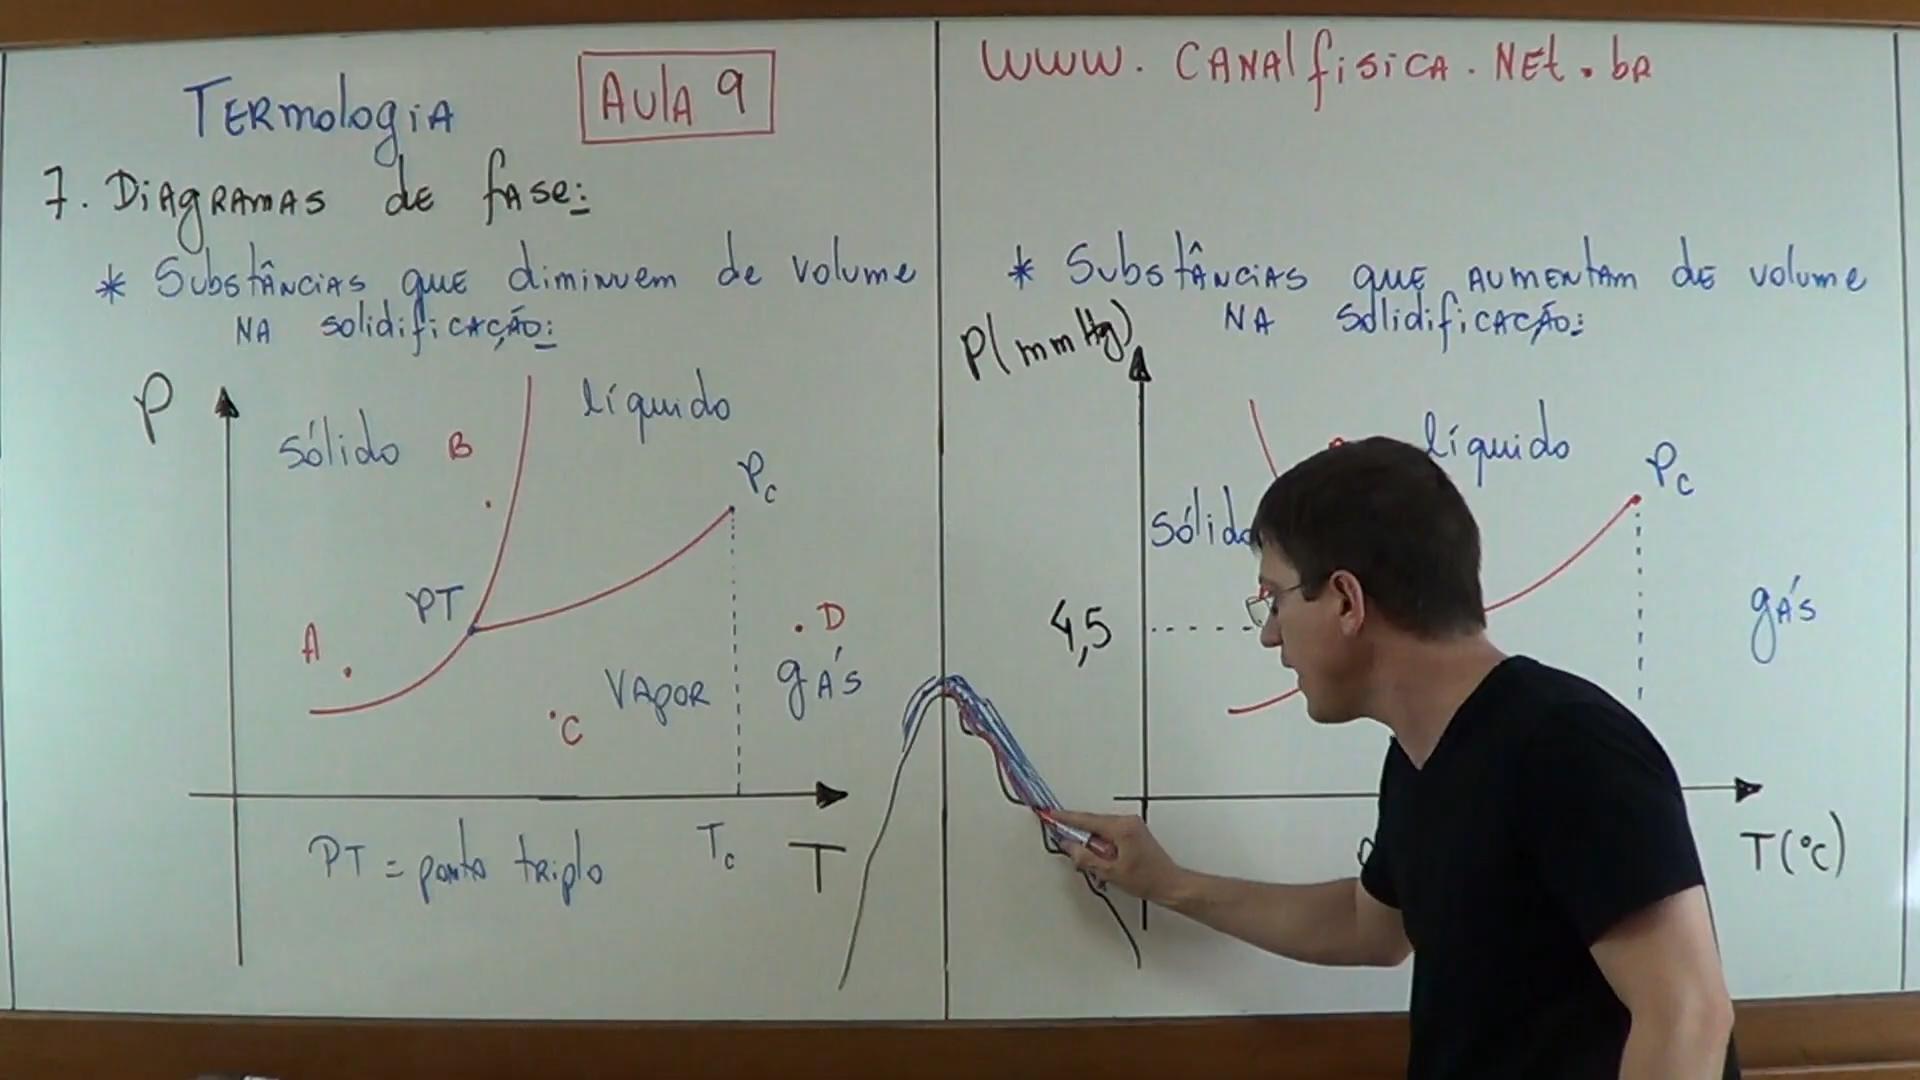 TERmologiA
AulA 9
7. DiAgRAmAS de fASe:
* SubstânciAS que diminuem de volume
NA solidificAçÃo:
P
sólido
B
líquido
Pc
PT
A
D
VAPOR
gÁS
C
PT = ponto triplo
Tc
T
www.CANAlfísicA.NEt.bR
* SubstânciAS que AumentAm de volume
NA solidificAçÃo:
P(mmHg)
líquido
Pc
4,5
gÁS
T(°C)